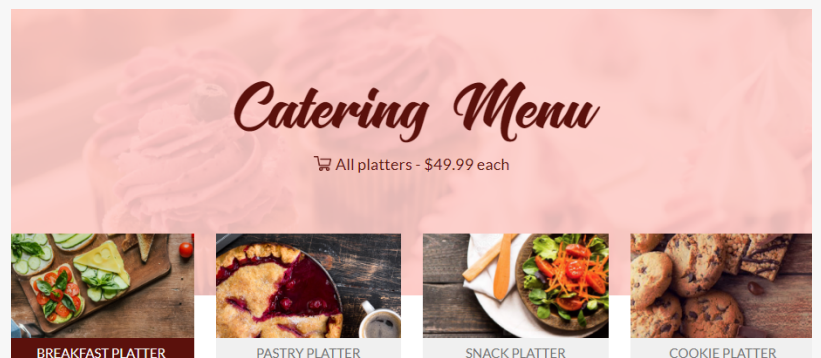 Catering Menu
All platters - $49.99 each
BREAKFAST PLATTER
PASTRY PLATTER
SNACK PLATTER
COOKIE PLATTER